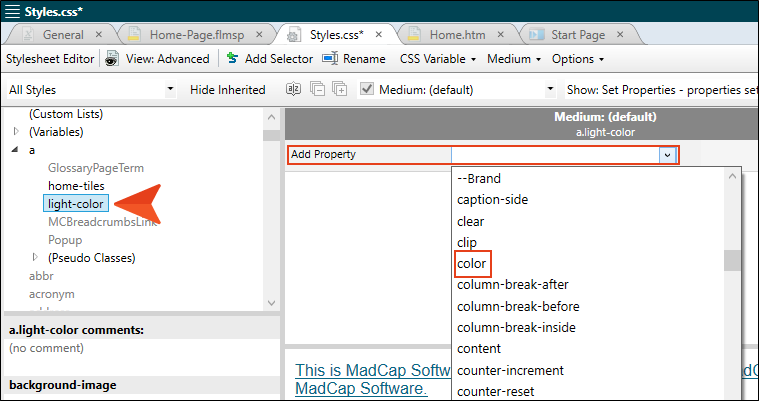 Styles.css*
General Home-Page.flmsp Styles.css* Home.htm Start Page
Stylesheet Editor View: Advanced Add Selector Rename CSS Variable Medium Options
All Styles Hide Inherited Medium: (default) Show: Set Properties - properties set
(Custom Lists)
(Variables)
a
GlossaryPageTerm
home-tiles
light-color
MCBreadcrumbsLink
Popup
(Pseudo Classes)
abbr
acronym
a.light-color comments:
(no comment)
background-image
Medium: (default)
a.light-color
Add Property
--Brand
caption-side
clear
clip
color
column-break-after
column-break-before
column-break-inside
content
counter-increment
counter-reset
This is MadCap Softw
MadCap Software.